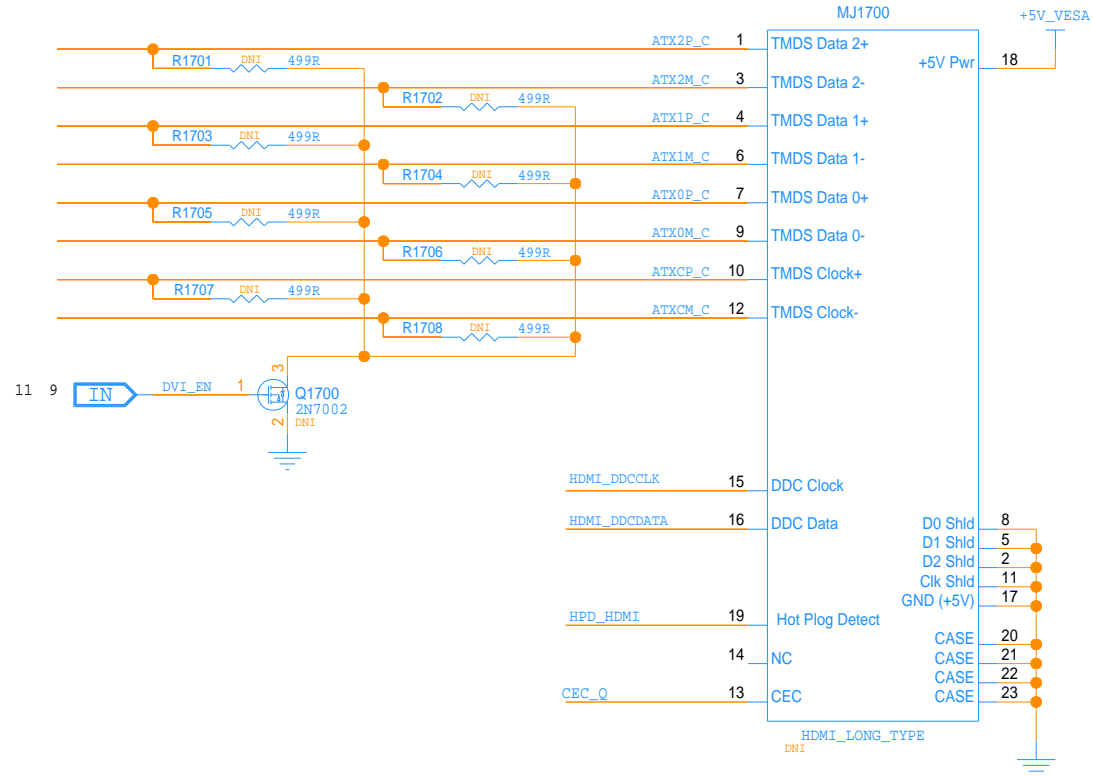 MJ1700
+5V_VESA
ATX2P_C 1 TMDS Data 2+
R1701 DNI 499R
+5V Pwr 18
ATX2M_C 3 TMDS Data 2-
R1702 DNI 499R
ATX1P_C 4 TMDS Data 1+
R1703 DNI 499R
ATX1M_C 6 TMDS Data 1-
R1704 DNI 499R
ATX0P_C 7 TMDS Data 0+
R1705 DNI 499R
ATX0M_C 9 TMDS Data 0-
R1706 DNI 499R
ATXCP_C 10 TMDS Clock+
R1707 DNI 499R
ATXCM_C 12 TMDS Clock-
R1708 DNI 499R
3
11 9 IN DVI_EN 1 Q1700
2N7002
2 DNI
HDMI_DDCCLK 15 DDC Clock
HDMI_DDCDATA 16 DDC Data
D0 Shld 8
D1 Shld 5
D2 Shld 2
Clk Shld 11
GND (+5V) 17
HPD_HDMI 19 Hot Plog Detect
CASE 20
14 NC
CASE 21
CASE 22
CEC_Q 13 CEC
CASE 23
HDMI_LONG_TYPE
DNI